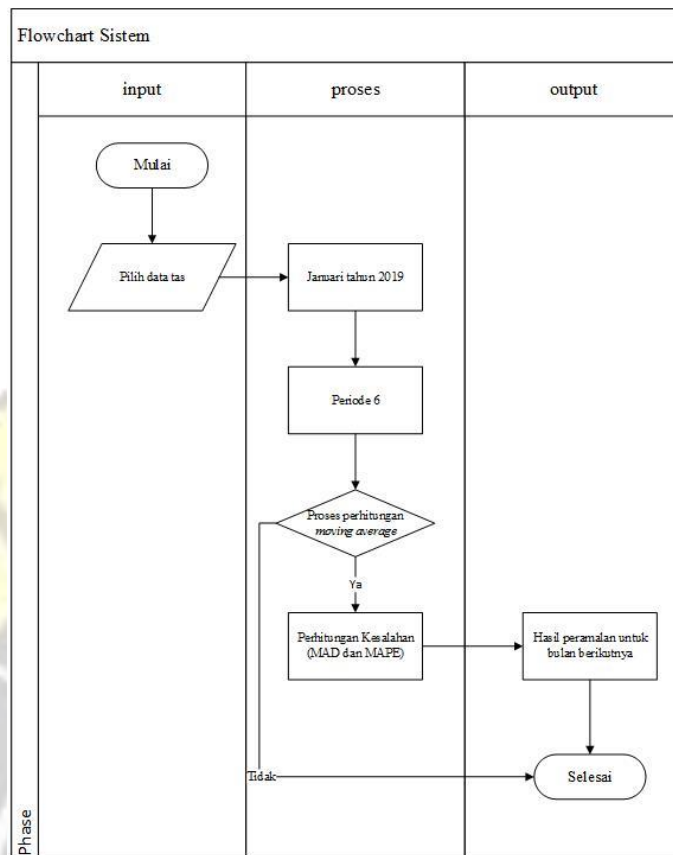 Flowchart Sistem
input
proses
output
Mulai
Pilih data tas
Januari tahun 2019
Periode 6
Proses perhitungan
moving average
Ya
Perhitungan Kesalahan
(MAD dan MAPE)
Hasil peramalan untuk
bulan berikutnya
Tidak
Selesai
Phase